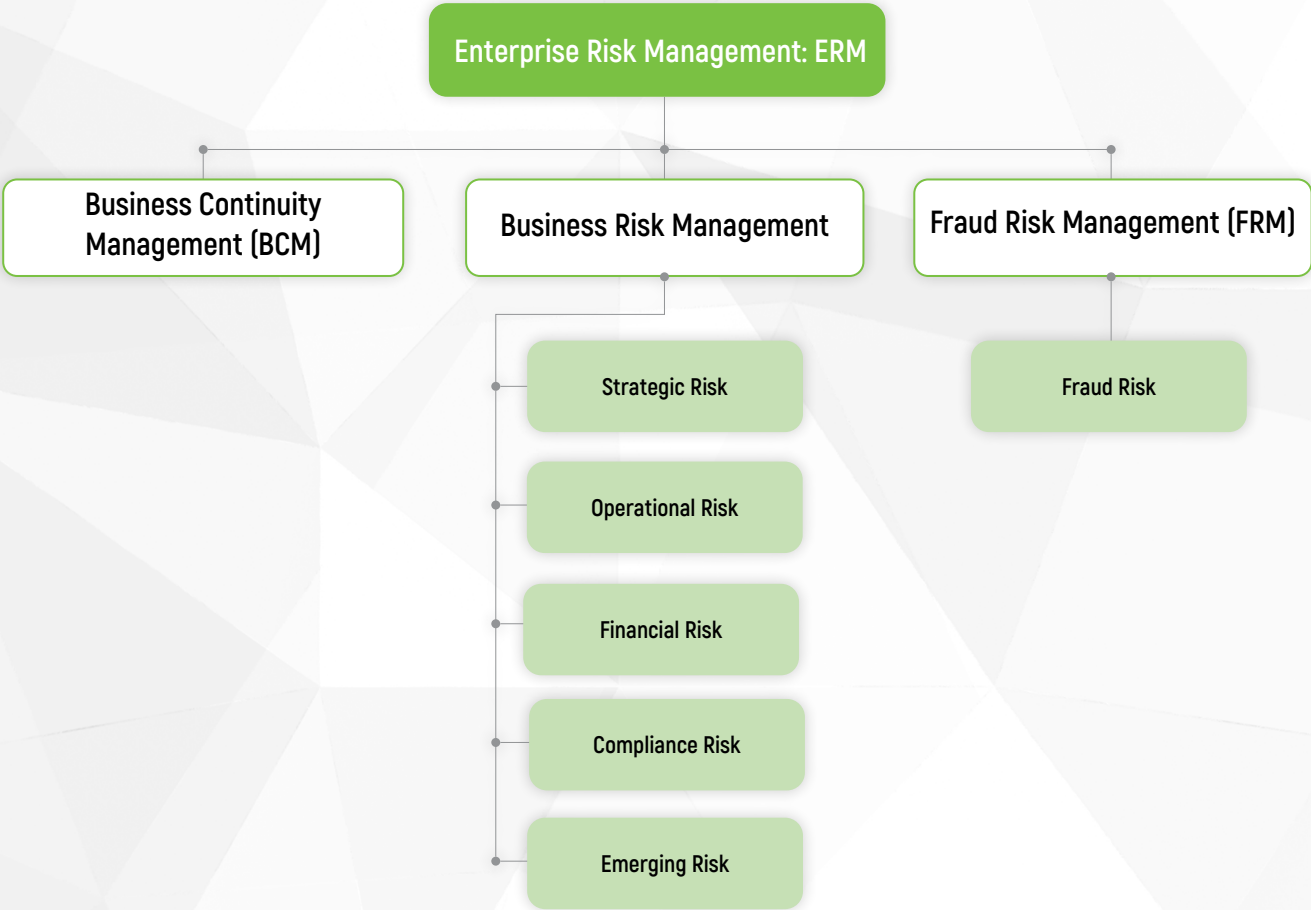 Enterprise Risk Management: ERM
Business Continuity
Management (BCM)
Business Risk Management
Fraud Risk Management (FRM)
Strategic Risk
Fraud Risk
Operational Risk
Financial Risk
Compliance Risk
Emerging Risk